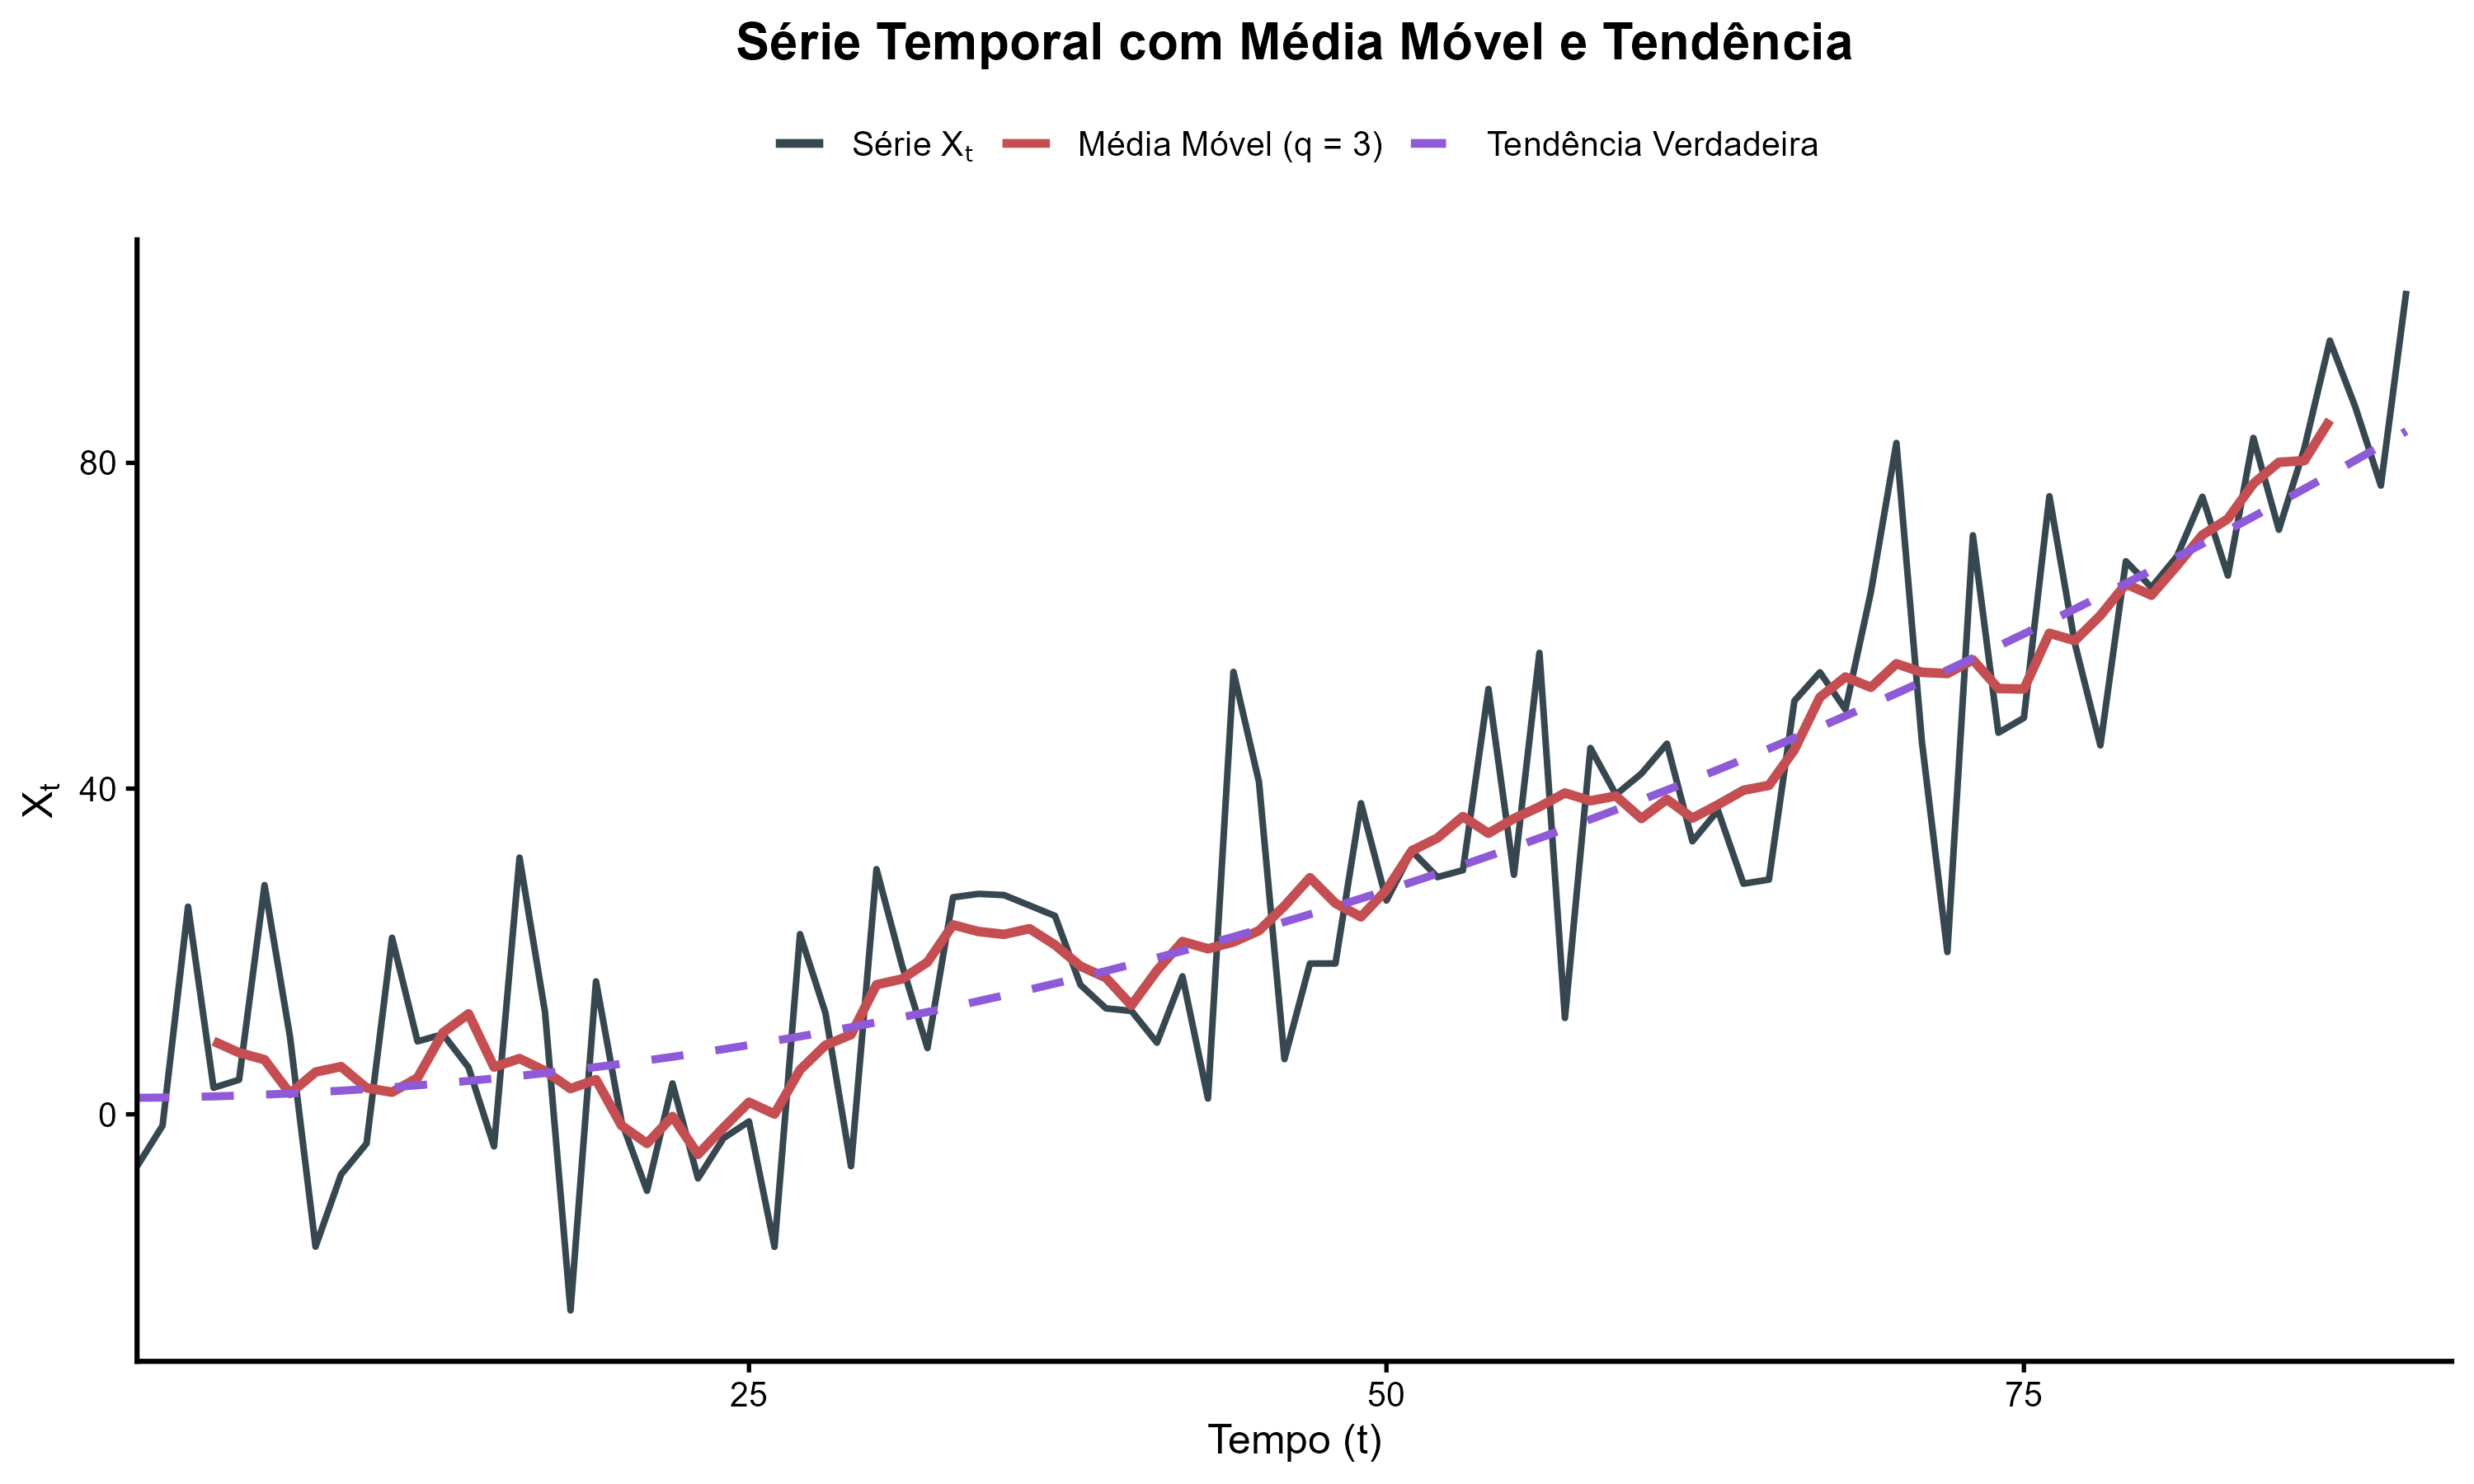 Série Temporal com Média Móvel e Tendência
Série Xₜ Média Móvel (q = 3) Tendência Verdadeira
80
40
0
Xₜ
25 50 75
Tempo (t)